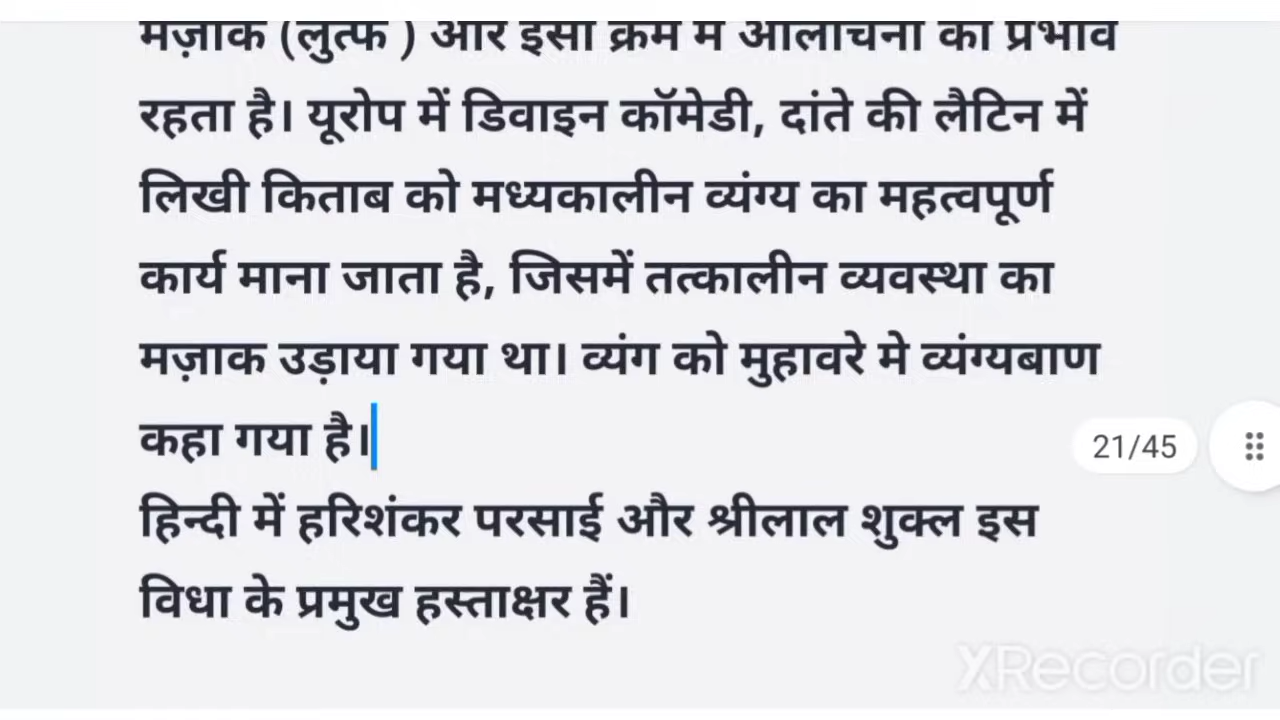 मज़ाक (लुत्फ ) और इसी क्रम में आलोचना का प्रभाव
रहता है। यूरोप में डिवाइन कॉमेडी, दांते की लैटिन में
लिखी किताब को मध्यकालीन व्यंग्य का महत्वपूर्ण
कार्य माना जाता है, जिसमें तत्कालीन व्यवस्था का
मज़ाक उड़ाया गया था। व्यंग को मुहावरे मे व्यंग्यबाण
कहा गया है।
21/45
हिन्दी में हरिशंकर परसाई और श्रीलाल शुक्ल इस
विधा के प्रमुख हस्ताक्षर हैं।
XRecorder